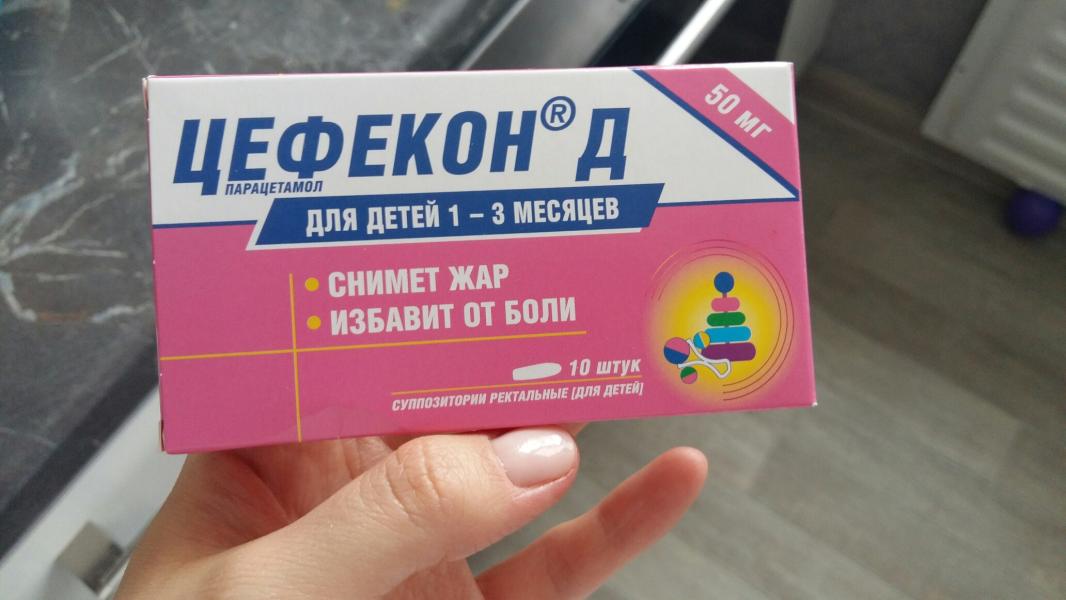 50 мг
ЦЕФЕКОН® Д
ПАРАЦЕТАМОЛ
ДЛЯ ДЕТЕЙ 1 – 3 МЕСЯЦЕВ
• СНИМЕТ ЖАР
• ИЗБАВИТ ОТ БОЛИ
10 штук
СУППОЗИТОРИИ РЕКТАЛЬНЫЕ [ДЛЯ ДЕТЕЙ]